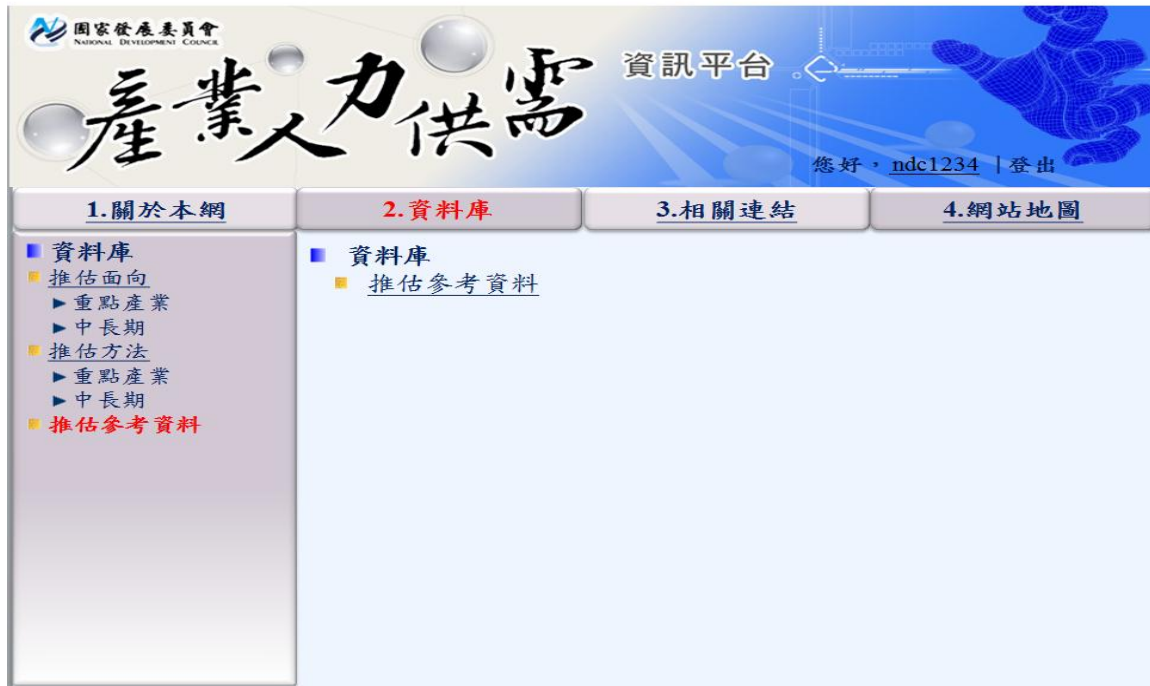 國家發展委員會
NATIONAL DEVELOPMENT COUNCIL
產業人力供需
資訊平台
您好，ndc1234 | 登出
1.關於本網 2.資料庫 3.相關連結 4.網站地圖
資料庫
推估面向
重點產業
中長期
推估方法
重點產業
中長期
推估參考資料
資料庫
推估參考資料